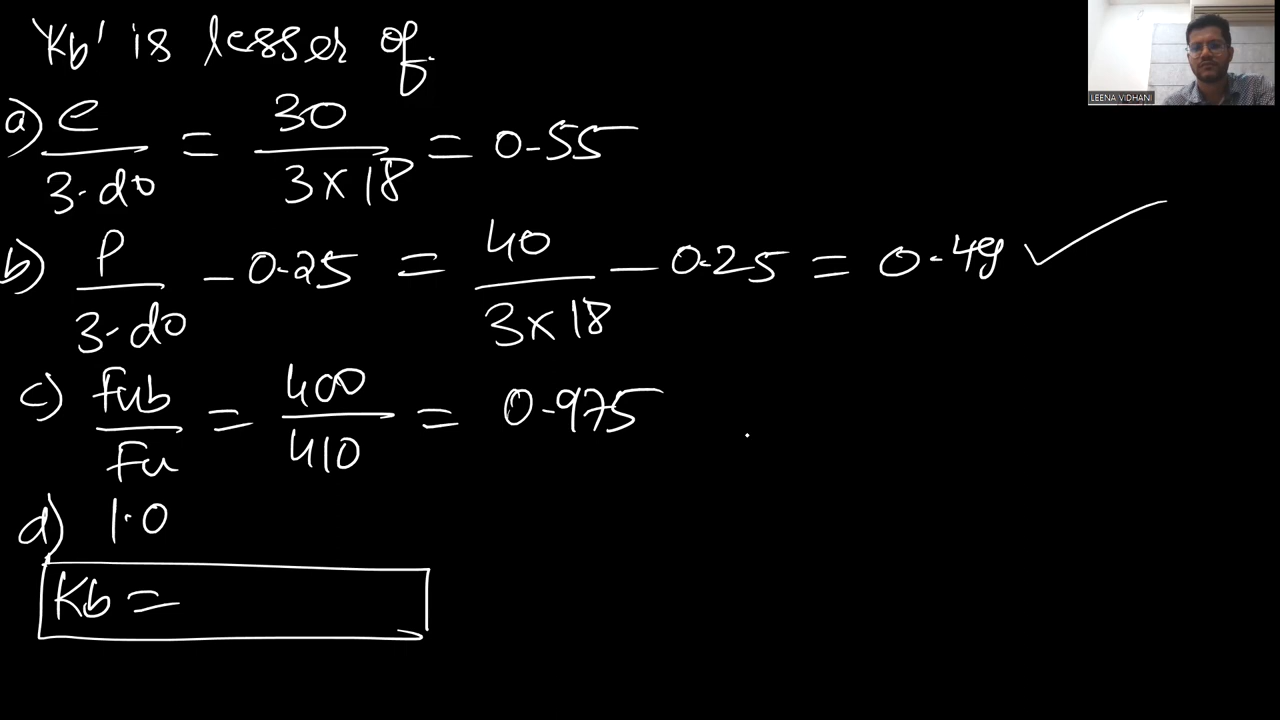 'Kb' is lesser of.
a) e / 3·do = 30 / 3×18 = 0·55
b) P / 3·do - 0·25 = 40 / 3×18 - 0·25 = 0·49 ✓
c) Fub / Fu = 400 / 410 = 0·975
d) 1·0
Kb =
LEENA VIDHANI